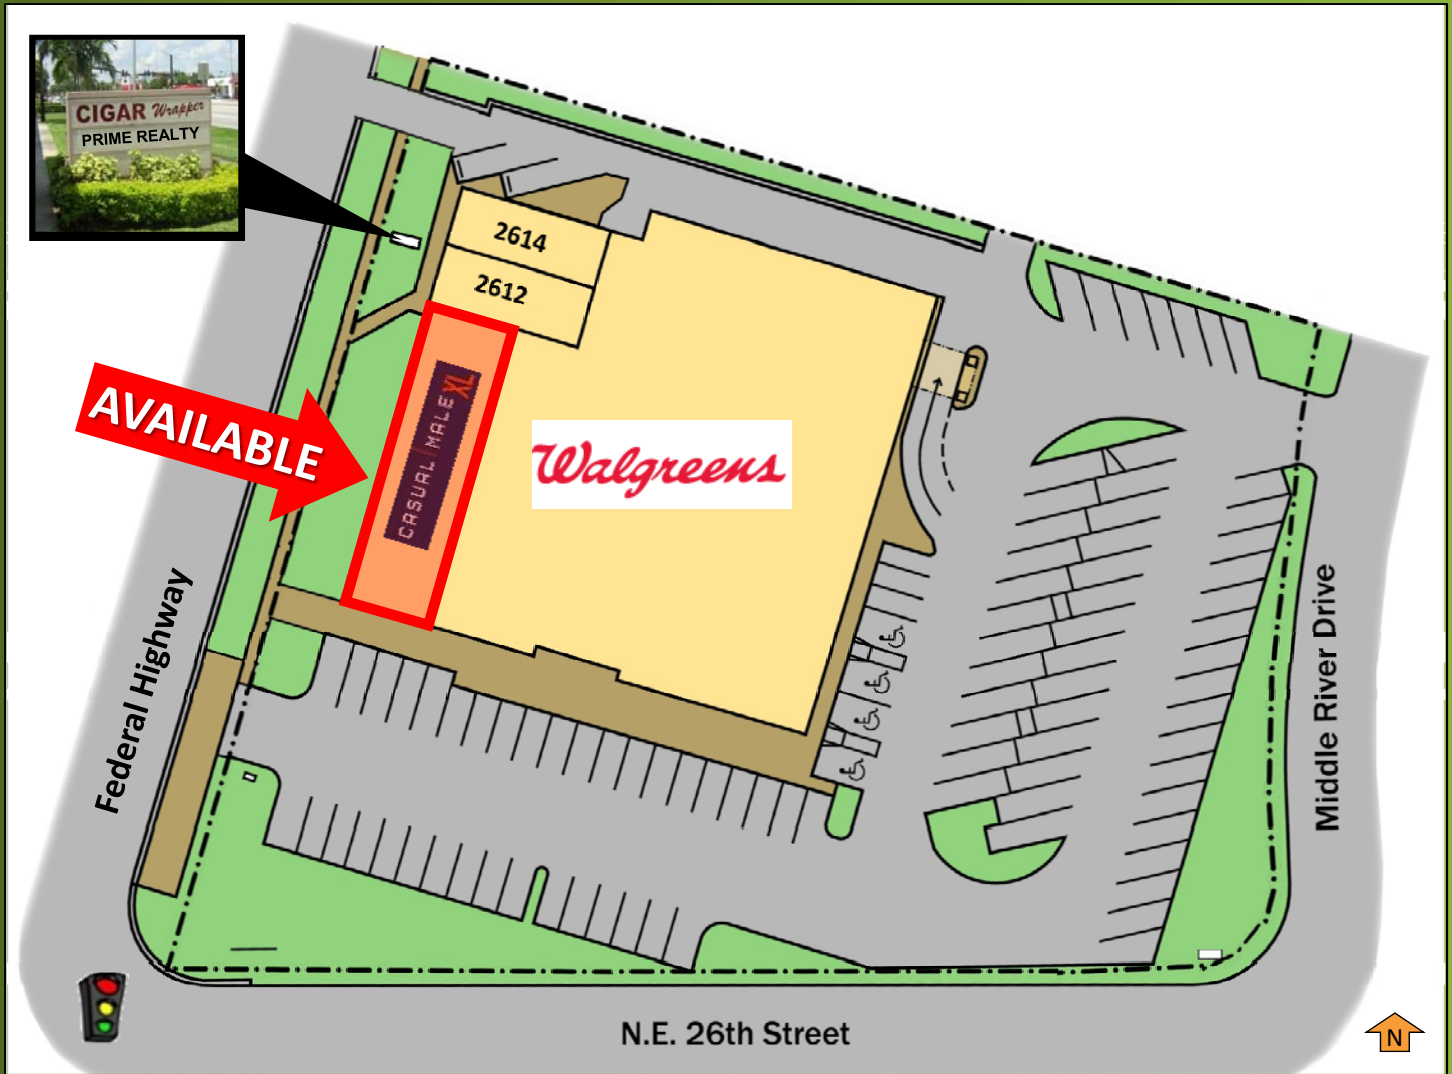 CIGAR Wrapper
PRIME REALTY
2614
2612
AVAILABLE
CASUAL MALE XL
Walgreens
Federal Highway
Middle River Drive
N.E. 26th Street
N